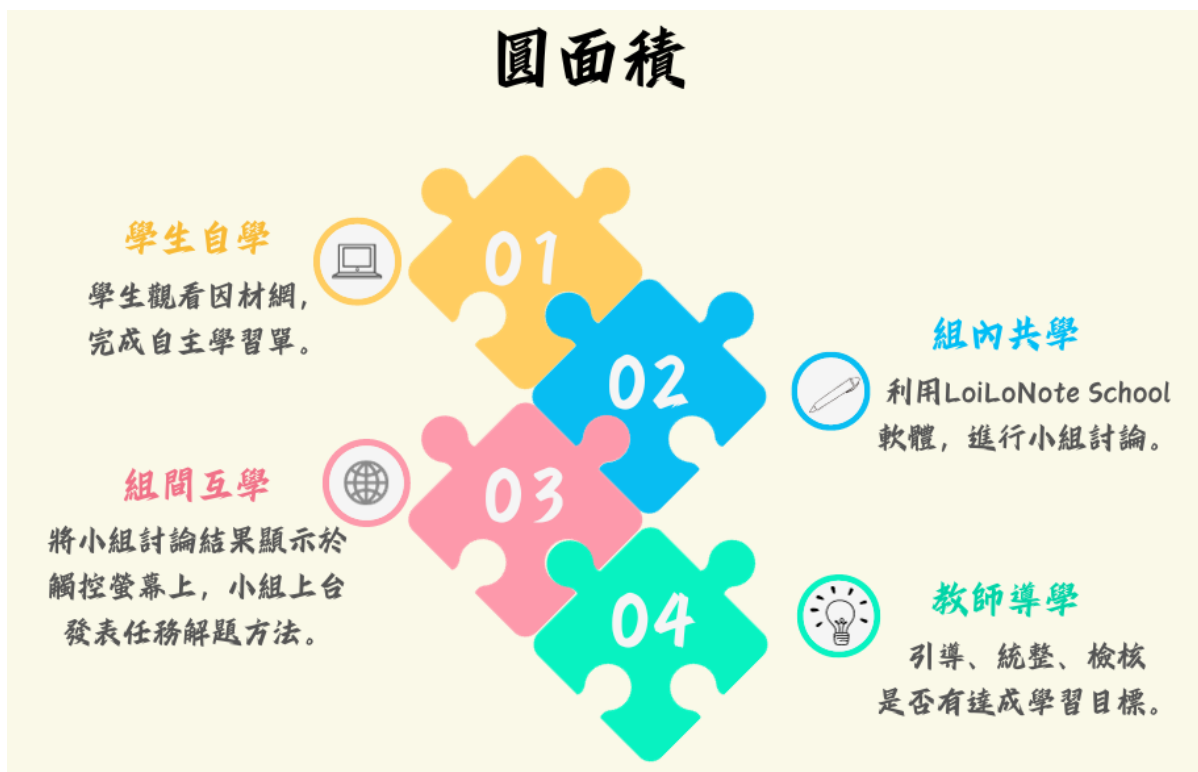 圓面積
01
學生自學
學生觀看因材網，
完成自主學習單。
02
組內共學
利用LoiLoNote School
軟體，進行小組討論。
03
組間互學
將小組討論結果顯示於
觸控螢幕上，小組上台
發表任務解題方法。
04
教師導學
引導、統整、檢核
是否有達成學習目標。